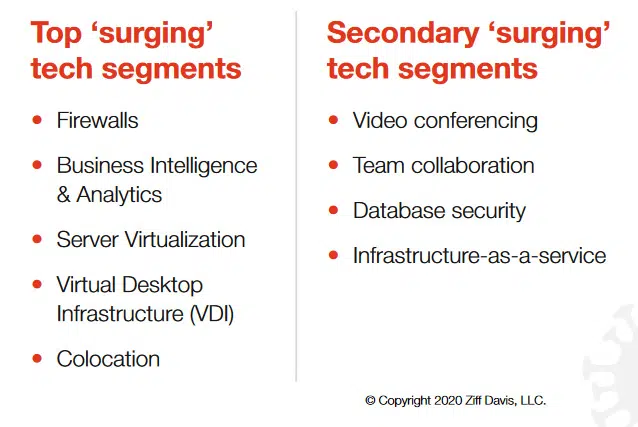 Top ‘surging’
tech segments
• Firewalls
• Business Intelligence
& Analytics
• Server Virtualization
• Virtual Desktop
Infrastructure (VDI)
• Colocation
Secondary ‘surging’
tech segments
• Video conferencing
• Team collaboration
• Database security
• Infrastructure-as-a-service
© Copyright 2020 Ziff Davis, LLC.